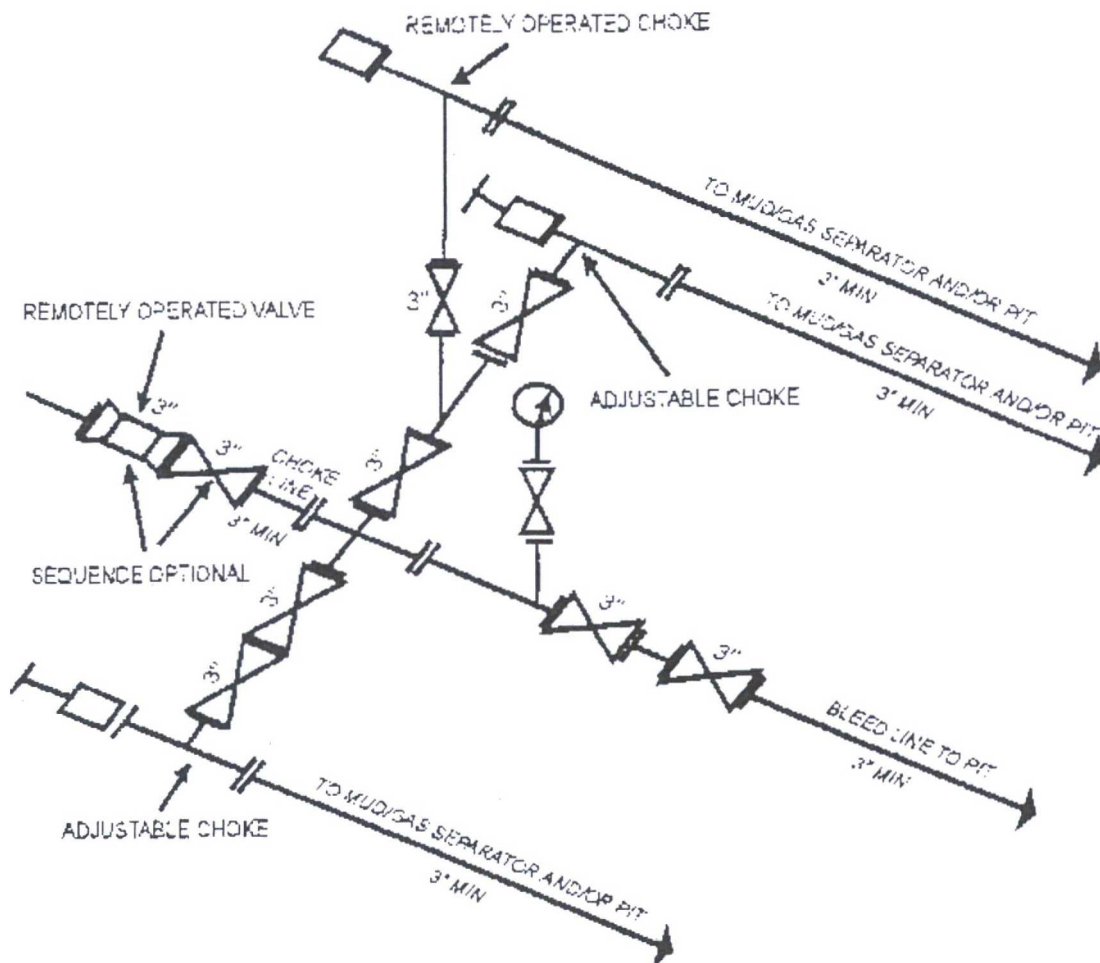 REMOTELY OPERATED CHOKE
TO MUD/GAS SEPARATOR AND/OR PIT
3" MIN
TO MUD/GAS SEPARATOR AND/OR PIT
3" MIN
3"
3"
REMOTELY OPERATED VALVE
ADJUSTABLE CHOKE
3"
3"
CHOKE
LINE
3" MIN
3"
SEQUENCE OPTIONAL
3"
3"
3"
3"
BLEED LINE TO PIT
3" MIN
TO MUD/GAS SEPARATOR AND/OR PIT
3" MIN
ADJUSTABLE CHOKE